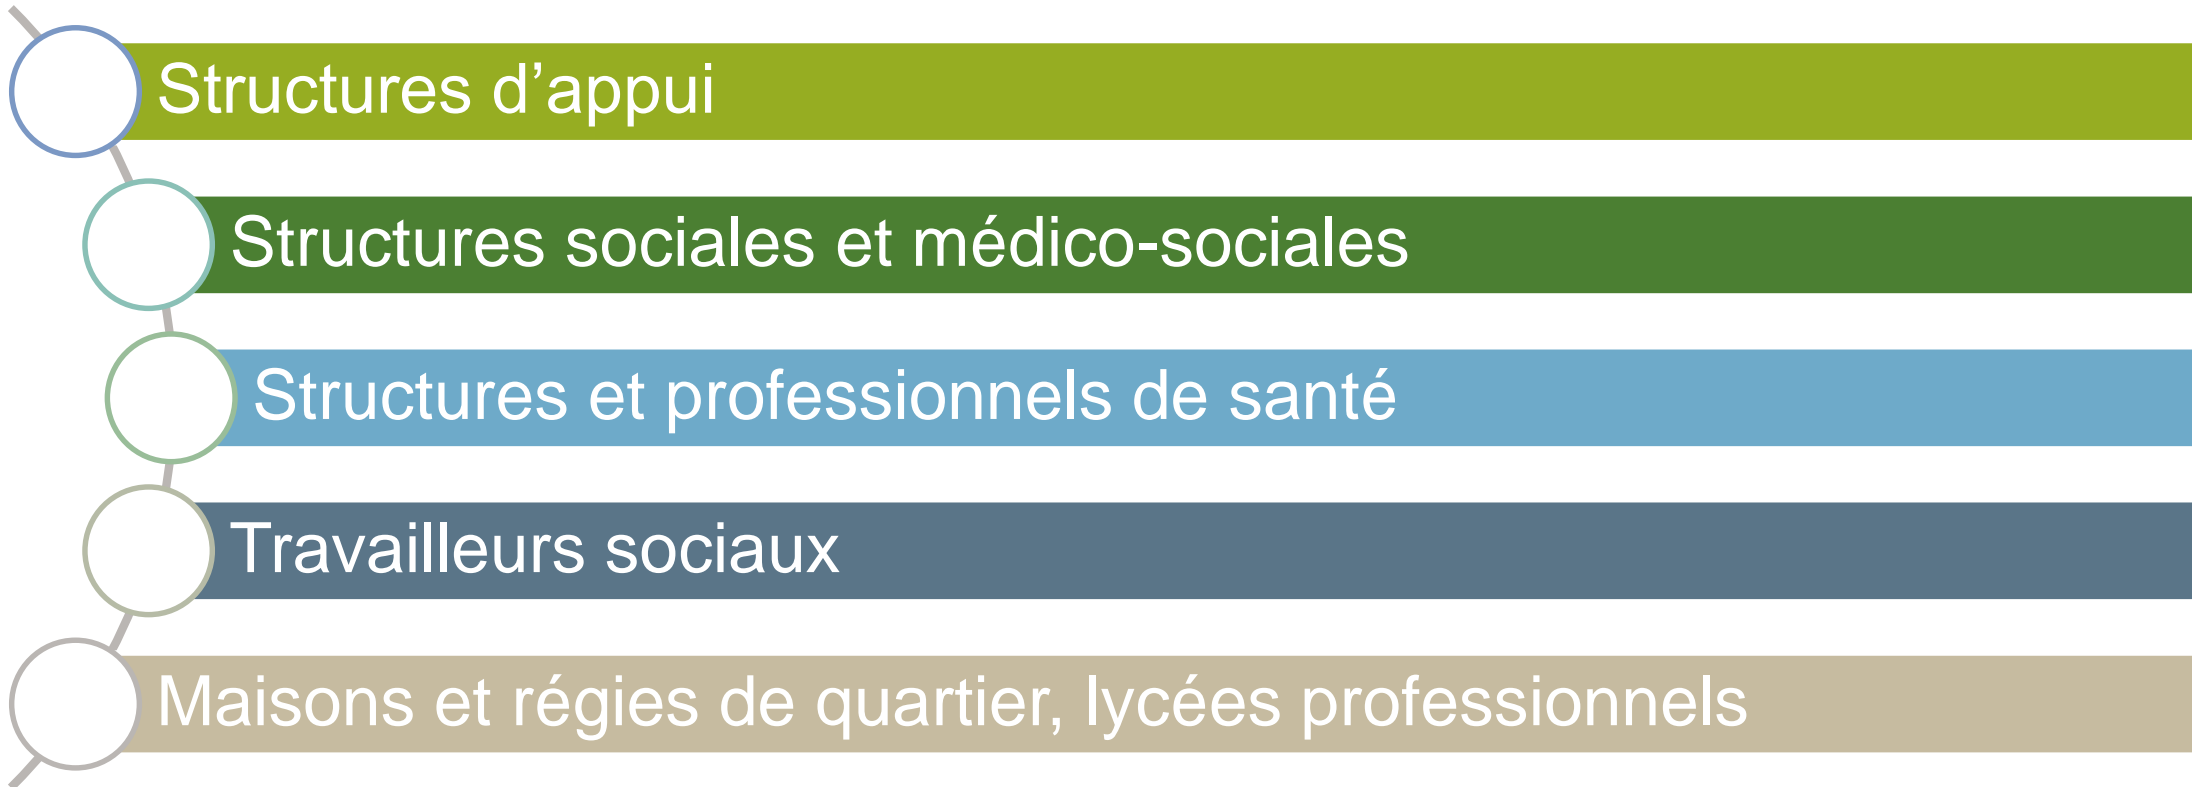 Structures d’appui
Structures sociales et médico-sociales
Structures et professionnels de santé
Travailleurs sociaux
Maisons et régies de quartier, lycées professionnels